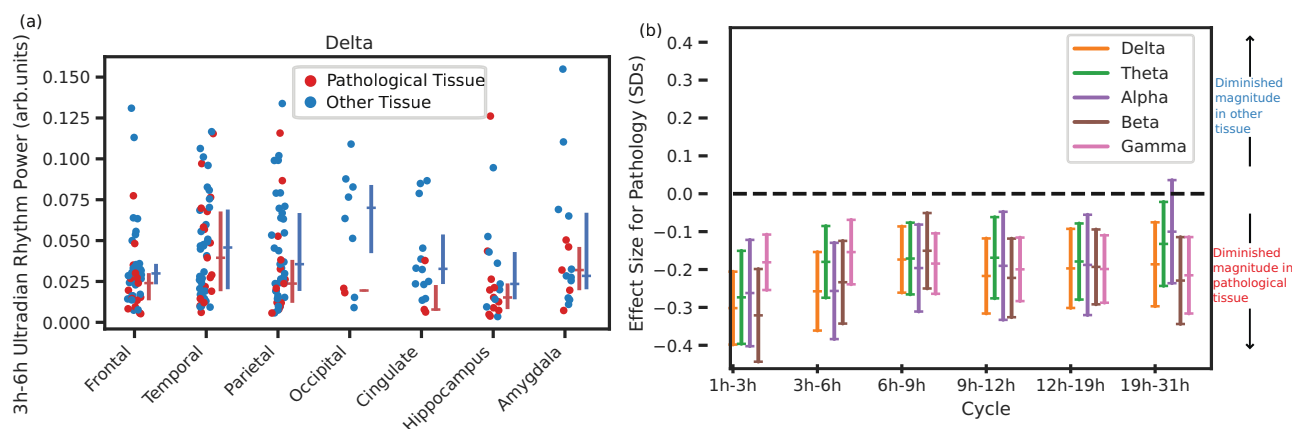 (a)
Delta
3h-6h Ultradian Rhythm Power (arb.units)
0.150
0.125
0.100
0.075
0.050
0.025
0.000
Pathological Tissue
Other Tissue
Frontal
Temporal
Parietal
Occipital
Cingulate
Hippocampus
Amygdala
(b)
Effect Size for Pathology (SDs)
0.4
0.3
0.2
0.1
0.0
−0.1
−0.2
−0.3
−0.4
Delta
Theta
Alpha
Beta
Gamma
1h-3h
3h-6h
6h-9h
9h-12h
12h-19h
19h-31h
Cycle
Diminished
magnitude
in other
tissue
Diminished
magnitude in
pathological
tissue